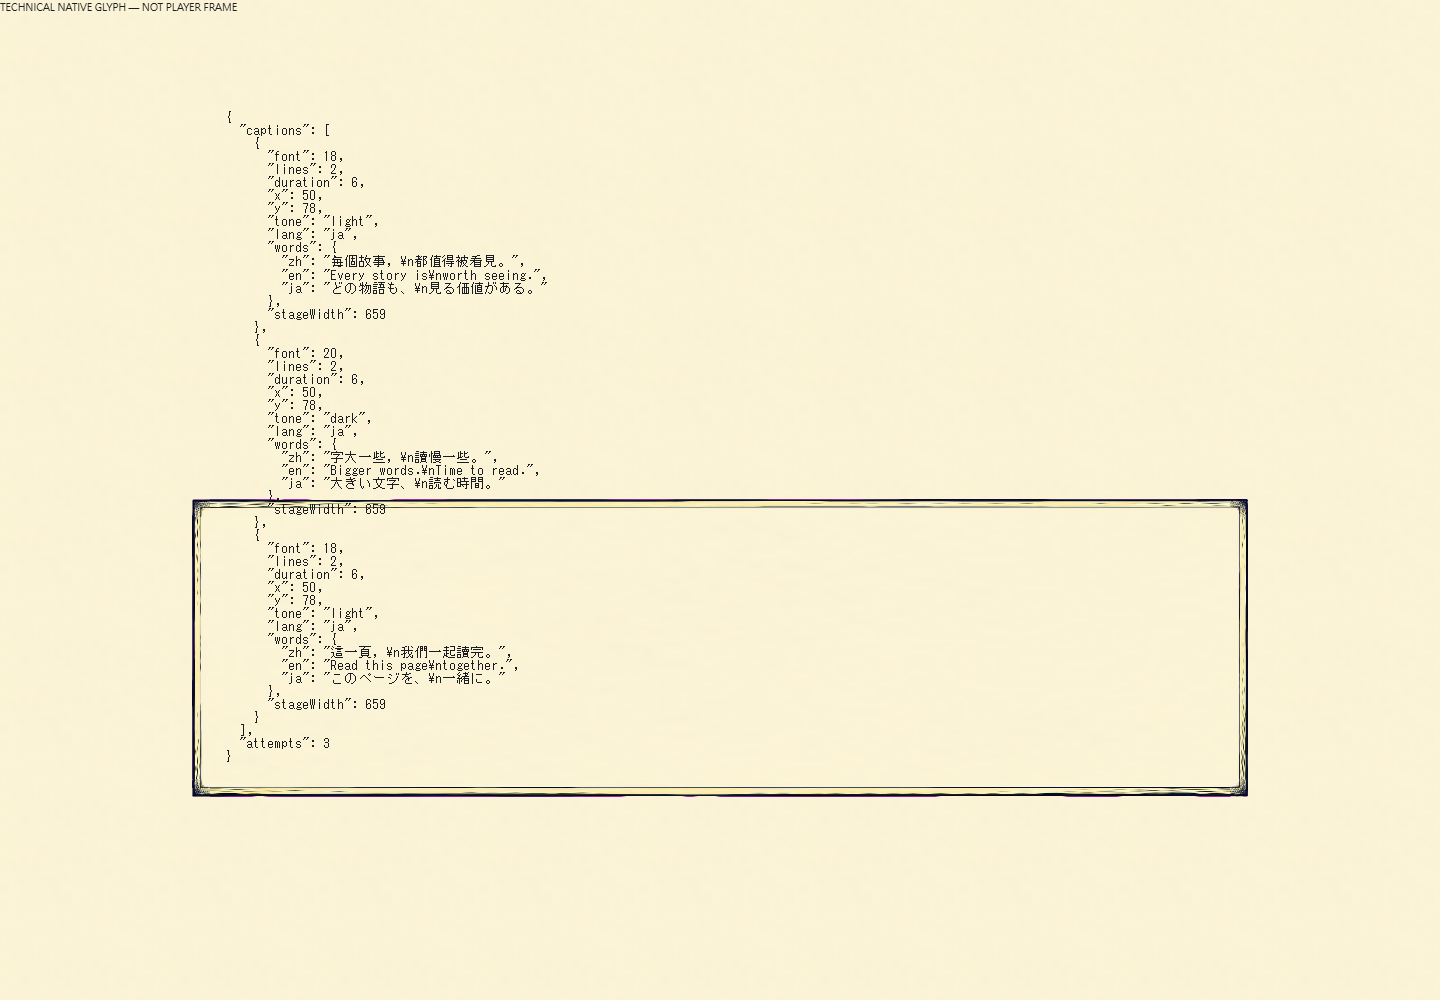 TECHNICAL NATIVE GLYPH — NOT PLAYER FRAME
{
"captions": [
{
"font": 18,
"lines": 2,
"duration": 6,
"x": 50,
"y": 78,
"tone": "light",
"lang": "ja",
"words": {
"zh": "每個故事，¥n都值得被看見。",
"en": "Every story is¥nworth seeing.",
"ja": "どの物語も、¥n見る価値がある。"
},
"stageWidth": 659
},
{
"font": 20,
"lines": 2,
"duration": 6,
"x": 50,
"y": 78,
"tone": "dark",
"lang": "ja",
"words": {
"zh": "字大一些，¥n讀慢一些。",
"en": "Bigger words.¥nTime to read.",
"ja": "大きい文字、¥n読む時間。"
},
"stageWidth": 659
},
{
"font": 18,
"lines": 2,
"duration": 6,
"x": 50,
"y": 78,
"tone": "light",
"lang": "ja",
"words": {
"zh": "這一頁，¥n我們一起讀完。",
"en": "Read this page¥ntogether.",
"ja": "このページを、¥n一緒に。"
},
"stageWidth": 659
}
],
"attempts": 3
}